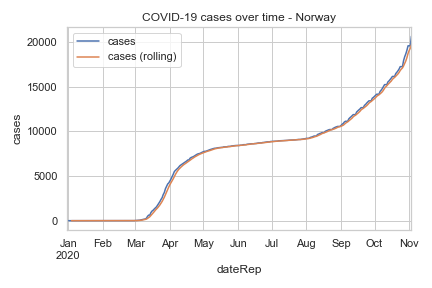 COVID-19 cases over time - Norway
cases
cases (rolling)
cases
20000
15000
10000
5000
0
Jan Feb Mar Apr May Jun Jul Aug Sep Oct Nov
2020
dateRep